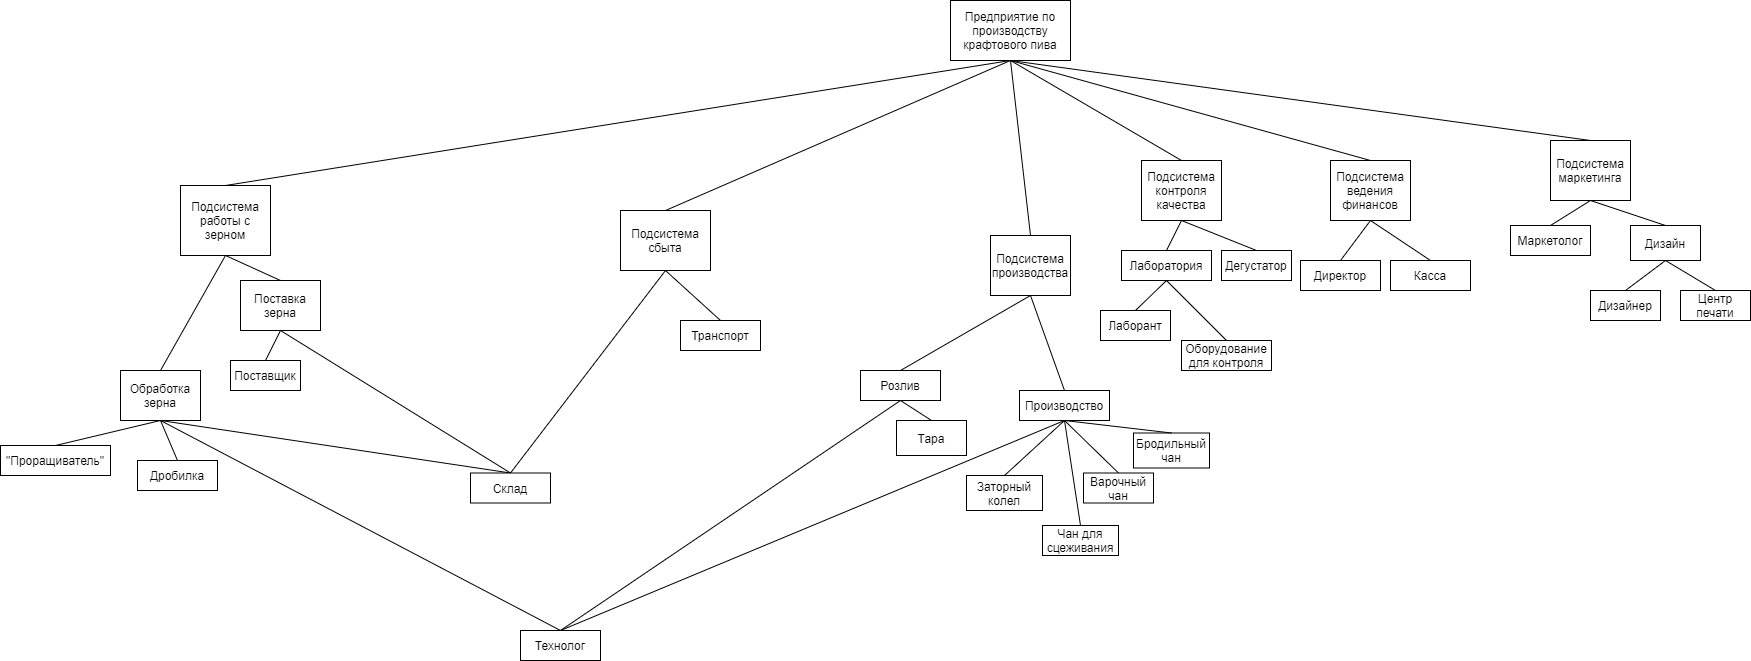 Предприятие по
производству
крафтового пива
Подсистема
маркетинга
Подсистема
контроля
качества
Подсистема
ведения
финансов
Подсистема
работы с
зерном
Подсистема
сбыта
Подсистема
производства
Маркетолог
Дизайн
Лаборатория
Дегустатор
Директор
Касса
Поставка
зерна
Дизайнер
Центр
печати
Транспорт
Лаборант
Оборудование
для контроля
Поставщик
Обработка
зерна
Розлив
Производство
Тара
Бродильный
чан
"Проращиватель"
Дробилка
Склад
Заторный
колел
Варочный
чан
Чан для
сцеживания
Технолог